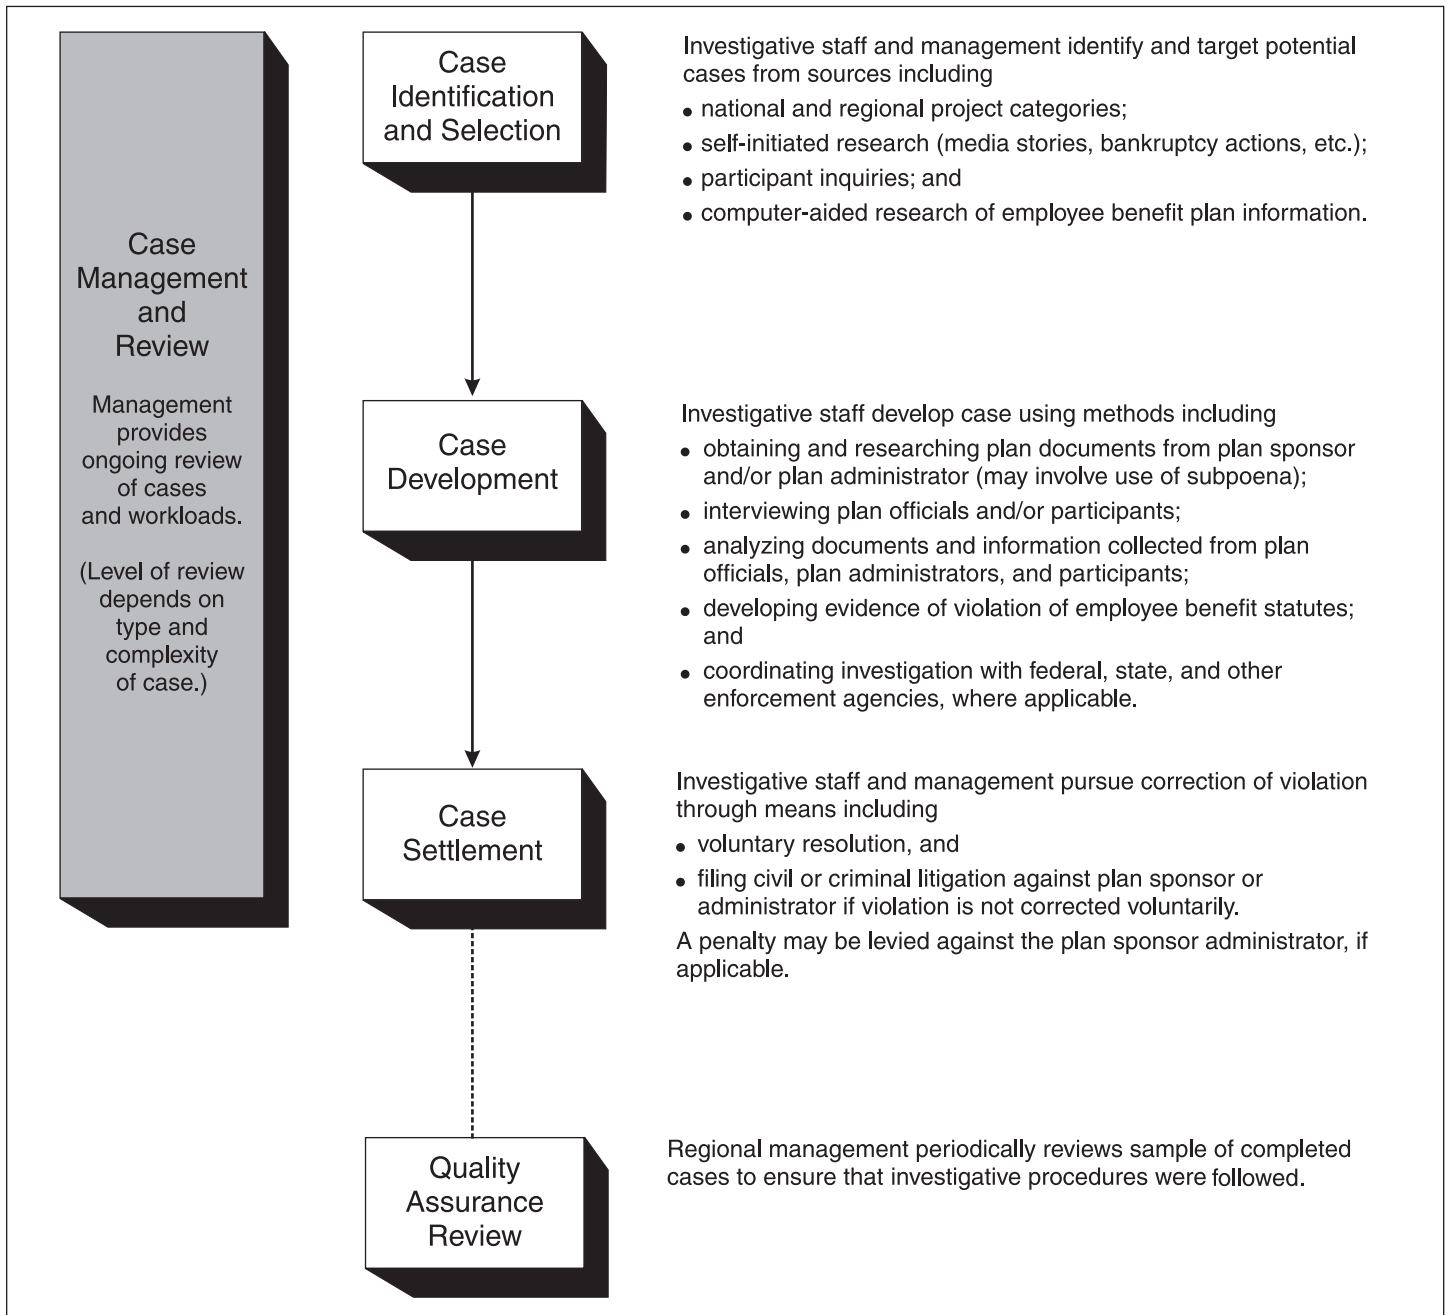 Case
Management
and
Review
Management
provides
ongoing review
of cases
and workloads.
(Level of review
depends on
type and
complexity
of case.)
Case
Identification
and Selection
Investigative staff and management identify and target potential
cases from sources including
• national and regional project categories;
• self-initiated research (media stories, bankruptcy actions, etc.);
• participant inquiries; and
• computer-aided research of employee benefit plan information.
Case
Development
Investigative staff develop case using methods including
• obtaining and researching plan documents from plan sponsor
and/or plan administrator (may involve use of subpoena);
• interviewing plan officials and/or participants;
• analyzing documents and information collected from plan
officials, plan administrators, and participants;
• developing evidence of violation of employee benefit statutes;
and
• coordinating investigation with federal, state, and other
enforcement agencies, where applicable.
Case
Settlement
Investigative staff and management pursue correction of violation
through means including
• voluntary resolution, and
• filing civil or criminal litigation against plan sponsor or
administrator if violation is not corrected voluntarily.
A penalty may be levied against the plan sponsor administrator, if
applicable.
Quality
Assurance
Review
Regional management periodically reviews sample of completed
cases to ensure that investigative procedures were followed.